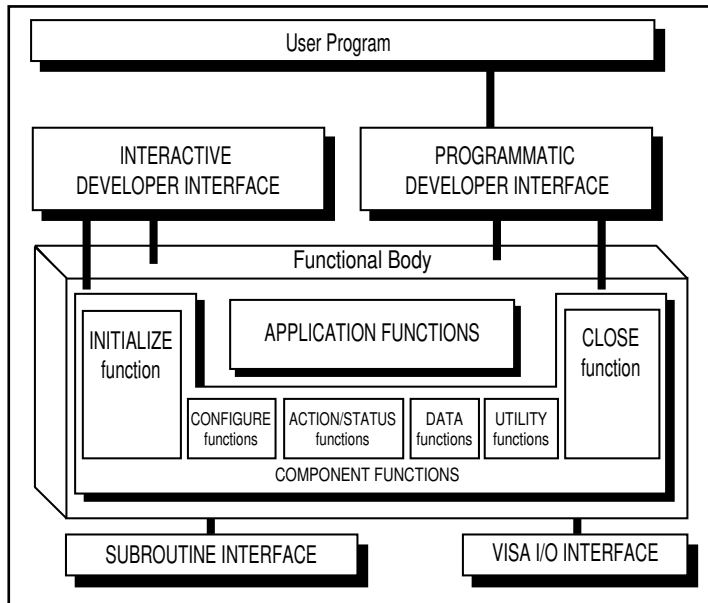 User Program
INTERACTIVE
DEVELOPER INTERFACE
PROGRAMMATIC
DEVELOPER INTERFACE
Functional Body
INITIALIZE
function
APPLICATION FUNCTIONS
CLOSE
function
CONFIGURE
functions
ACTION/STATUS
functions
DATA
functions
UTILITY
functions
COMPONENT FUNCTIONS
SUBROUTINE INTERFACE
VISA I/O INTERFACE